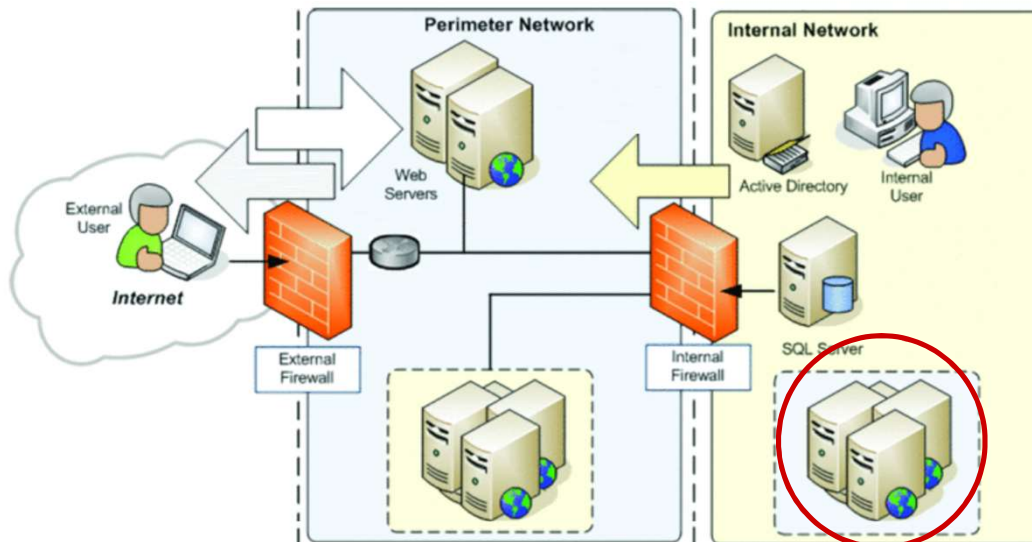 Perimeter Network
Internal Network
Web
Servers
Active Directory
Internal
User
External
User
Internet
External
Firewall
Internal
Firewall
SQL Server